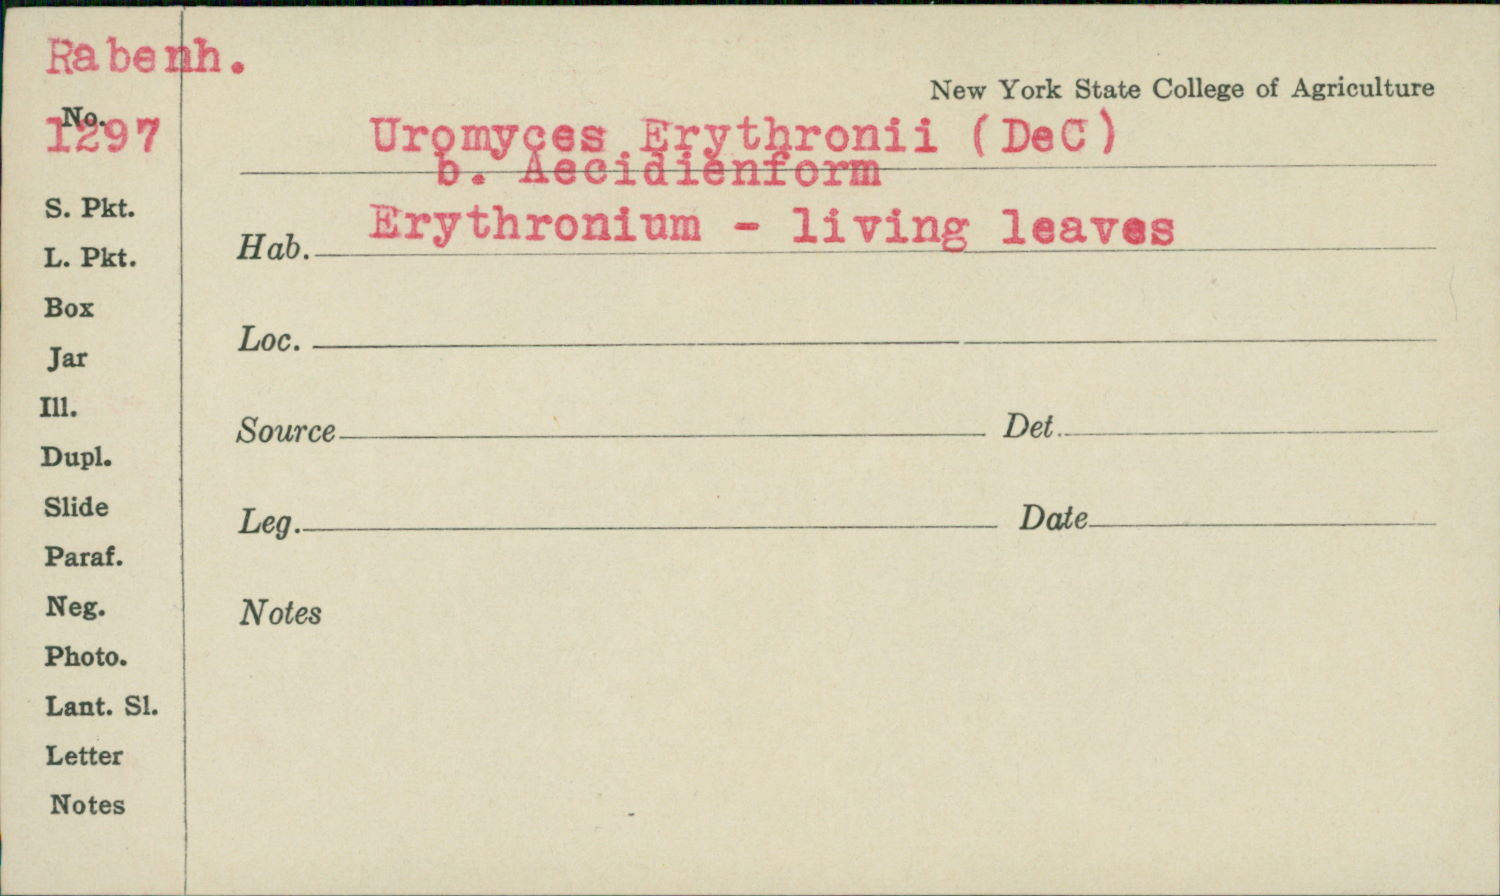 Rabenh.
New York State College of Agriculture
No.
1297
Uromyces Erythronii (DeC)
b. Aecidienform
Hab. Erythronium - living leaves
Loc.
Source Det.
Leg. Date
Notes
S. Pkt.
L. Pkt.
Box
Jar
Ill.
Dupl.
Slide
Paraf.
Neg.
Photo.
Lant. Sl.
Letter
Notes